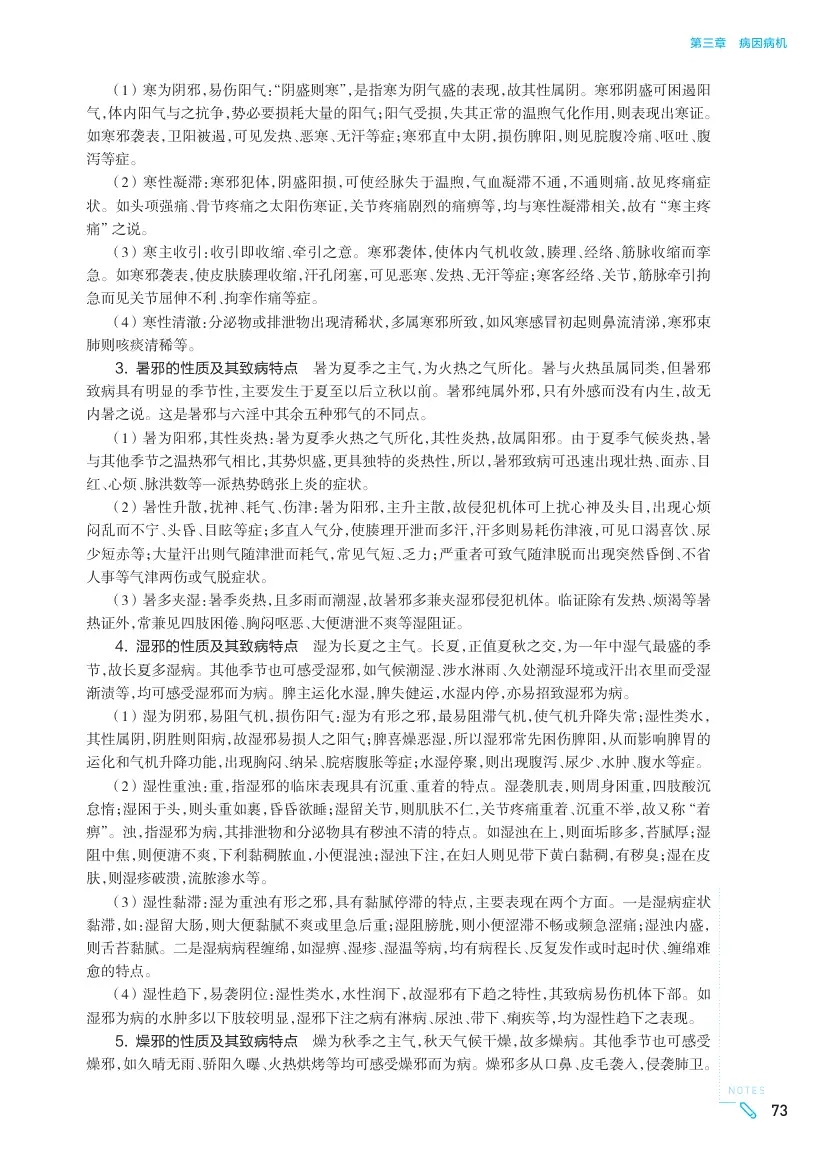 第三章　病因病机
（1）寒为阴邪,易伤阳气:“阴盛则寒”,是指寒为阴气盛的表现,故其性属阴。寒邪阴盛可困遏阳
气,体内阳气与之抗争,势必要损耗大量的阳气;阳气受损,失其正常的温煦气化作用,则表现出寒证。
如寒邪袭表,卫阳被遏,可见发热、恶寒、无汗等症;寒邪直中太阴,损伤脾阳,则见脘腹冷痛、呕吐、腹
泻等症。
（2）寒性凝滞:寒邪犯体,阴盛阳损,可使经脉失于温煦,气血凝滞不通,不通则痛,故见疼痛症
状。如头项强痛、骨节疼痛之太阳伤寒证,关节疼痛剧烈的痛痹等,均与寒性凝滞相关,故有“寒主疼
痛”之说。
（3）寒主收引:收引即收缩、牵引之意。寒邪袭体,使体内气机收敛,腠理、经络、筋脉收缩而挛
急。如寒邪袭表,使皮肤腠理收缩,汗孔闭塞,可见恶寒、发热、无汗等症;寒客经络、关节,筋脉牵引拘
急而见关节屈伸不利、拘挛作痛等症。
（4）寒性清澈:分泌物或排泄物出现清稀状,多属寒邪所致,如风寒感冒初起则鼻流清涕,寒邪束
肺则咳痰清稀等。
3. 暑邪的性质及其致病特点　暑为夏季之主气,为火热之气所化。暑与火热虽属同类,但暑邪
致病具有明显的季节性,主要发生于夏至以后立秋以前。暑邪纯属外邪,只有外感而没有内生,故无
内暑之说。这是暑邪与六淫中其余五种邪气的不同点。
（1）暑为阳邪,其性炎热:暑为夏季火热之气所化,其性炎热,故属阳邪。由于夏季气候炎热,暑
与其他季节之温热邪气相比,其势炽盛,更具独特的炎热性,所以,暑邪致病可迅速出现壮热、面赤、目
红、心烦、脉洪数等一派热势鸱张上炎的症状。
（2）暑性升散,扰神、耗气、伤津:暑为阳邪,主升主散,故侵犯机体可上扰心神及头目,出现心烦
闷乱而不宁、头昏、目眩等症;多直入气分,使腠理开泄而多汗,汗多则易耗伤津液,可见口渴喜饮、尿
少短赤等;大量汗出则气随津泄而耗气,常见气短、乏力;严重者可致气随津脱而出现突然昏倒、不省
人事等气津两伤或气脱症状。
（3）暑多夹湿:暑季炎热,且多雨而潮湿,故暑邪多兼夹湿邪侵犯机体。临证除有发热、烦渴等暑
热证外,常兼见四肢困倦、胸闷呕恶、大便溏泄不爽等湿阻证。
4. 湿邪的性质及其致病特点　湿为长夏之主气。长夏,正值夏秋之交,为一年中湿气最盛的季
节,故长夏多湿病。其他季节也可感受湿邪,如气候潮湿、涉水淋雨、久处潮湿环境或汗出衣里而受湿
渐渍等,均可感受湿邪而为病。脾主运化水湿,脾失健运,水湿内停,亦易招致湿邪为病。
（1）湿为阴邪,易阻气机,损伤阳气:湿为有形之邪,最易阻滞气机,使气机升降失常;湿性类水,
其性属阴,阴胜则阳病,故湿邪易损人之阳气;脾喜燥恶湿,所以湿邪常先困伤脾阳,从而影响脾胃的
运化和气机升降功能,出现胸闷、纳呆、脘痞腹胀等症;水湿停聚,则出现腹泻、尿少、水肿、腹水等症。
（2）湿性重浊:重,指湿邪的临床表现具有沉重、重着的特点。湿袭肌表,则周身困重,四肢酸沉
怠惰;湿困于头,则头重如裹,昏昏欲睡;湿留关节,则肌肤不仁,关节疼痛重着、沉重不举,故又称“着
痹”。浊,指湿邪为病,其排泄物和分泌物具有秽浊不清的特点。如湿浊在上,则面垢眵多,苔腻厚;湿
阻中焦,则便溏不爽,下利黏稠脓血,小便混浊;湿浊下注,在妇人则见带下黄白黏稠,有秽臭;湿在皮
肤,则湿疹破溃,流脓渗水等。
（3）湿性黏滞:湿为重浊有形之邪,具有黏腻停滞的特点,主要表现在两个方面。一是湿病症状
黏滞,如:湿留大肠,则大便黏腻不爽或里急后重;湿阻膀胱,则小便涩滞不畅或频急涩痛;湿浊内盛,
则舌苔黏腻。二是湿病病程缠绵,如湿痹、湿疹、湿温等病,均有病程长、反复发作或时起时伏、缠绵难
愈的特点。
（4）湿性趋下,易袭阴位:湿性类水,水性润下,故湿邪有下趋之特性,其致病易伤机体下部。如
湿邪为病的水肿多以下肢较明显,湿邪下注之病有淋病、尿浊、带下、痢疾等,均为湿性趋下之表现。
5. 燥邪的性质及其致病特点　燥为秋季之主气,秋天气候干燥,故多燥病。其他季节也可感受
燥邪,如久晴无雨、骄阳久曝、火热烘烤等均可感受燥邪而为病。燥邪多从口鼻、皮毛袭入,侵袭肺卫。
NOTES
73